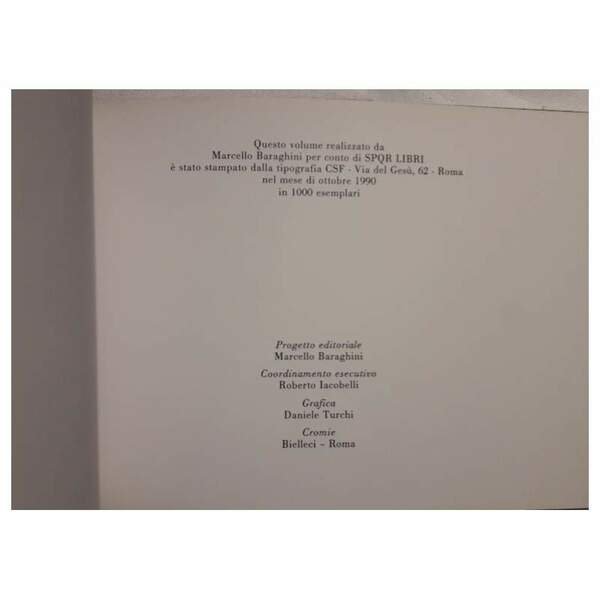 Questo volume realizzato da
Marcello Baraghini per conto di SPQR LIBRI
è stato stampato dalla tipografia CSF - Via del Gesù, 62 - Roma
nel mese di ottobre 1990
in 1000 esemplari
Progetto editoriale
Marcello Baraghini
Coordinamento esecutivo
Roberto Iacobelli
Grafica
Daniele Turchi
Cromie
Bielleci – Roma